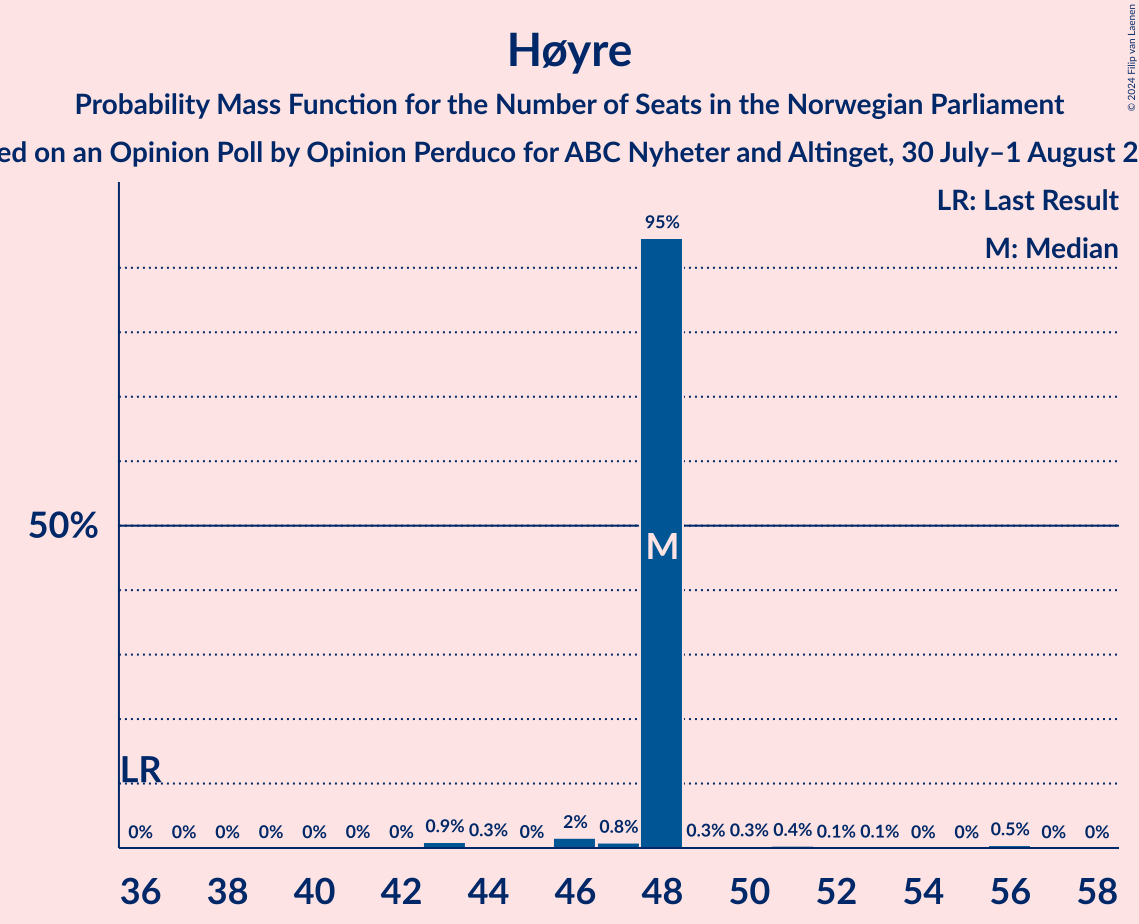 Høyre
Probability Mass Function for the Number of Seats in the Norwegian Parliament
ed on an Opinion Poll by Opinion Perduco for ABC Nyheter and Altinget, 30 July–1 August 2
© 2024 Filip van Laenen
LR: Last Result
M: Median
95%
50%
M
LR
0% 0% 0% 0% 0% 0% 0% 0.9% 0.3% 0% 2% 0.8% 0.3% 0.3% 0.4% 0.1% 0.1% 0% 0% 0.5% 0% 0%
36 38 40 42 44 46 48 50 52 54 56 58